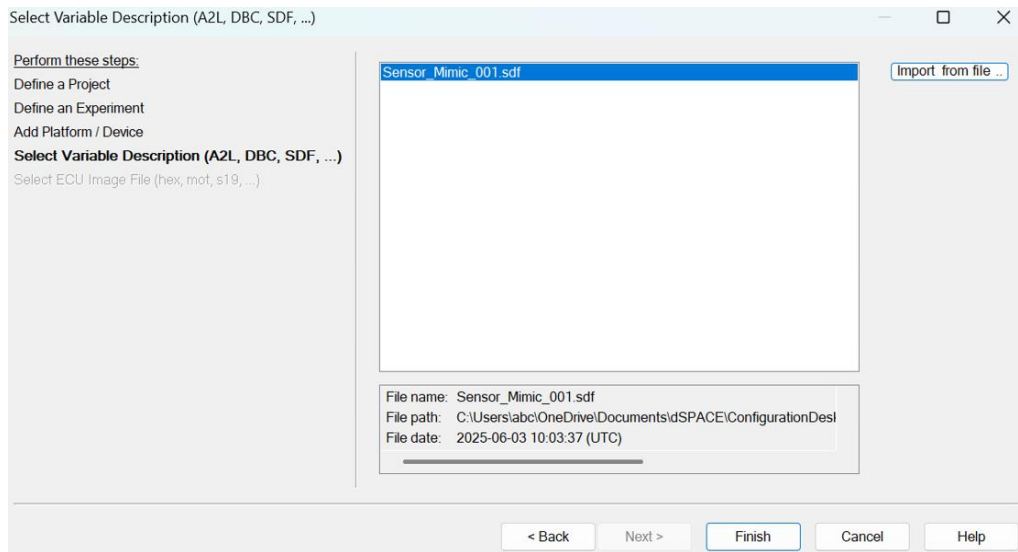 Select Variable Description (A2L, DBC, SDF, ...)
Perform these steps:
Define a Project
Define an Experiment
Add Platform / Device
Select Variable Description (A2L, DBC, SDF, ...)
Select ECU Image File (hex, mot, s19, ...)
Sensor_Mimic_001.sdf
Import from file ..
File name: Sensor_Mimic_001.sdf
File path: C:\Users\abc\OneDrive\Documents\dSPACE\ConfigurationDesk
File date: 2025-06-03 10:03:37 (UTC)
< Back Next > Finish Cancel Help